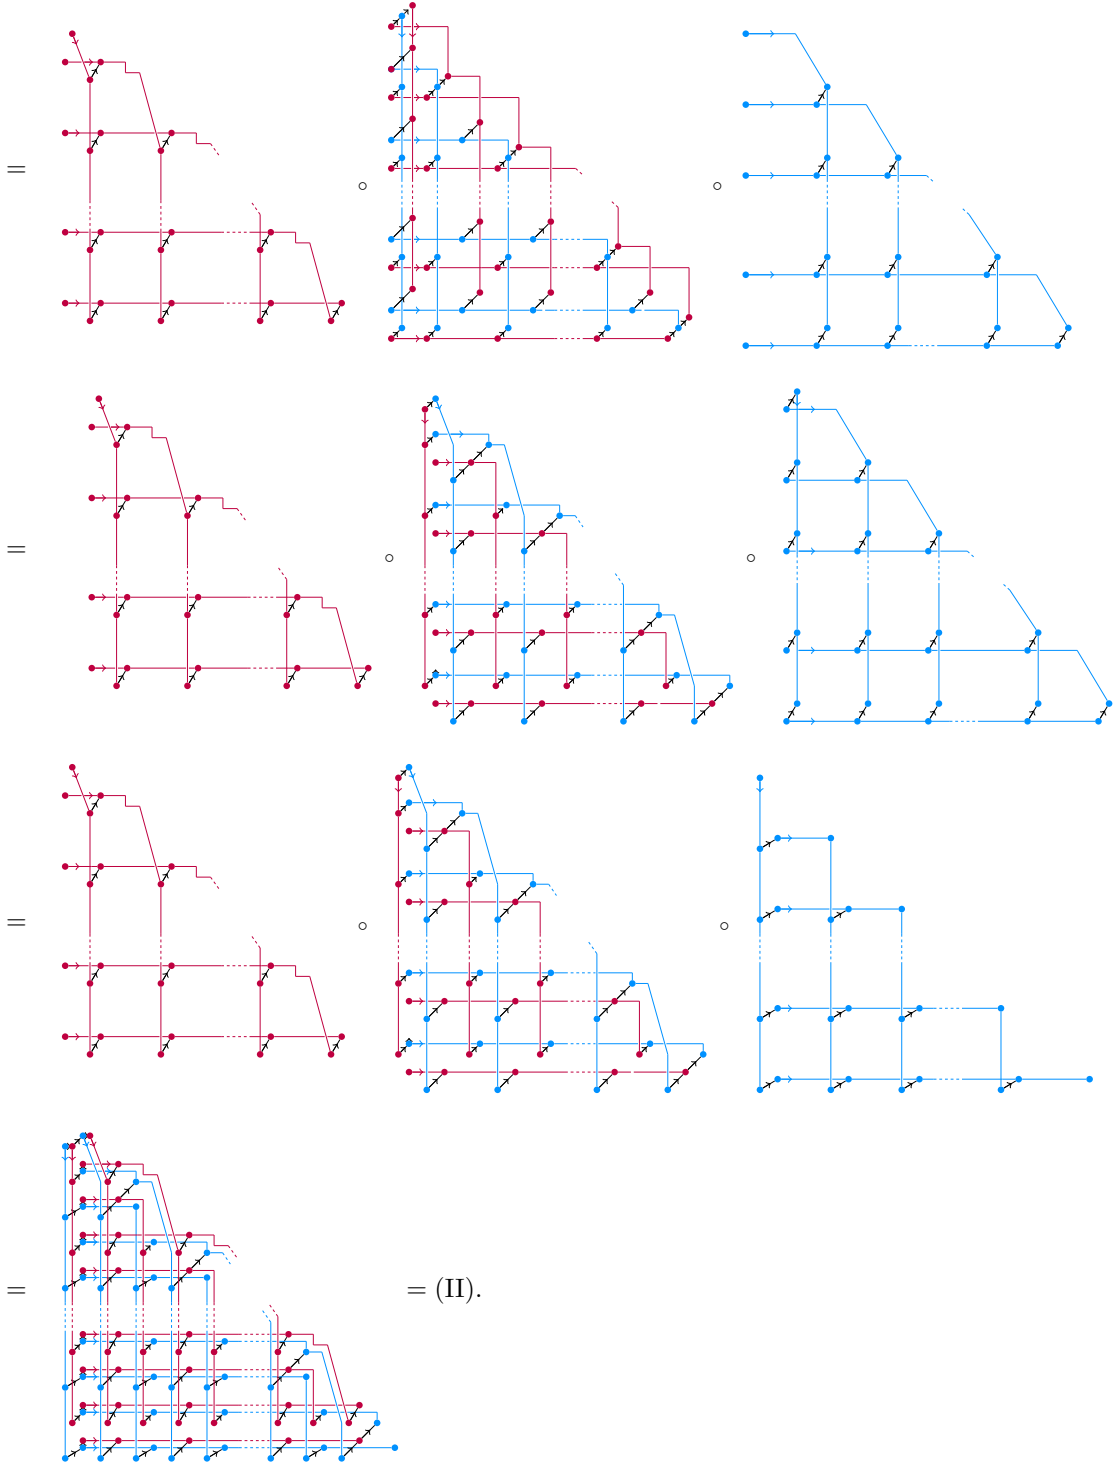 = ∘ ∘
= ∘ ∘
= ∘ ∘
= = (II).